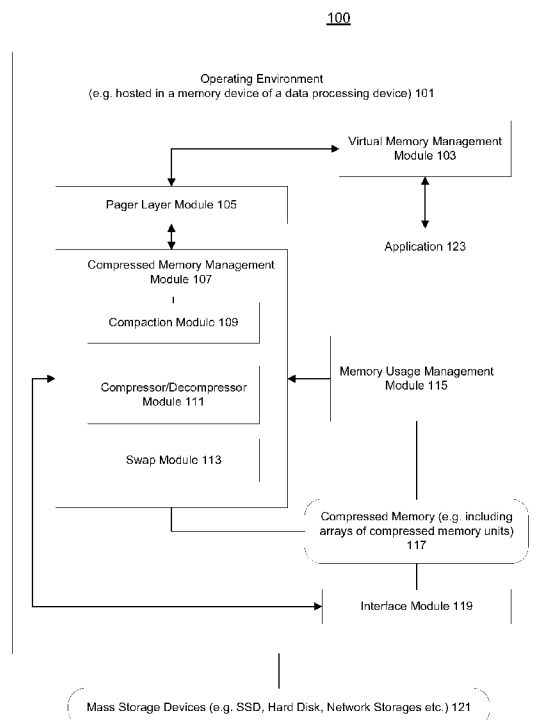 100
Operating Environment
(e.g. hosted in a memory device of a data processing device) 101
Virtual Memory Management
Module 103
Pager Layer Module 105
Application 123
Compressed Memory Management
Module 107
Compaction Module 109
Memory Usage Management
Module 115
Compressor/Decompressor
Module 111
Swap Module 113
Compressed Memory (e.g. including
arrays of compressed memory units)
117
Interface Module 119
Mass Storage Devices (e.g. SSD, Hard Disk, Network Storages etc.) 121